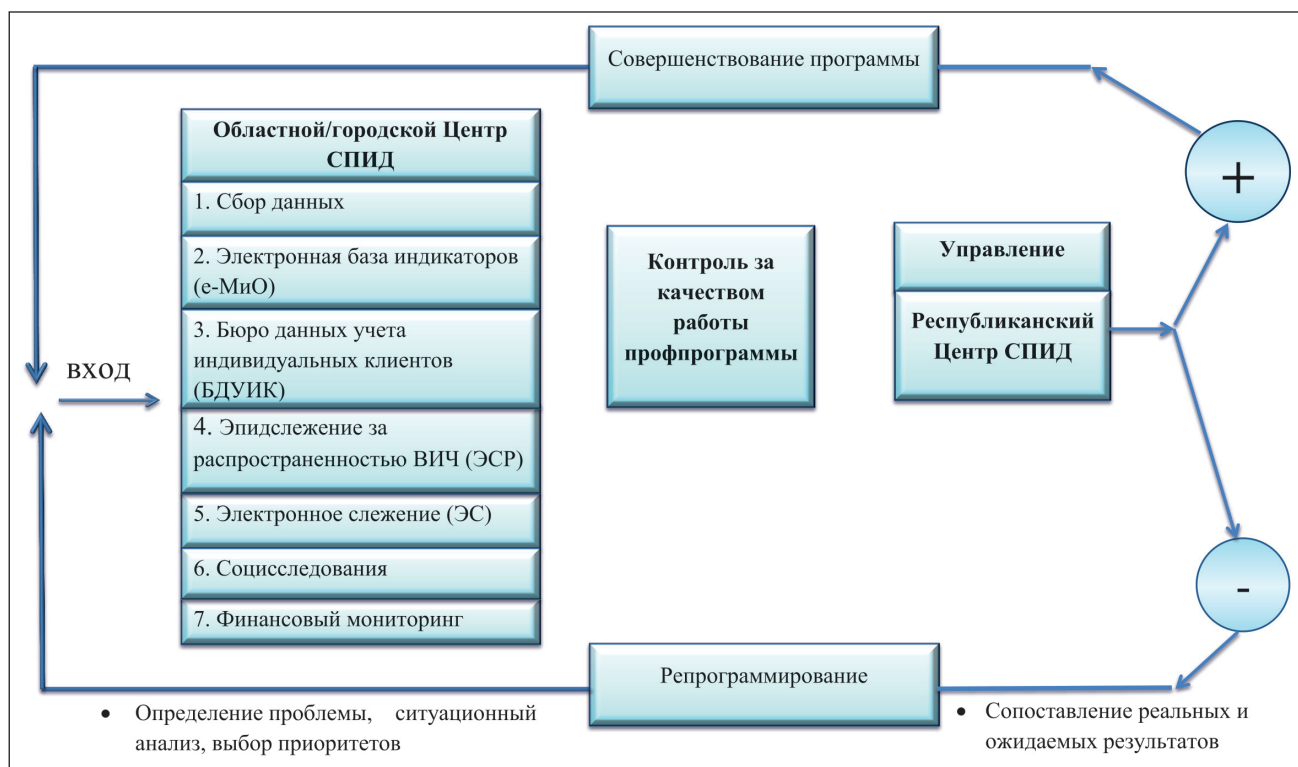 Совершенствование программы
Областной/городской Центр
СПИД
1. Сбор данных
2. Электронная база индикаторов
(е-МиО)
3. Бюро данных учета
индивидуальных клиентов
(БДУИК)
4. Эпидслежение за
распространенностью ВИЧ (ЭСР)
5. Электронное слежение (ЭС)
6. Социсследования
7. Финансовый мониторинг
ВХОД
Контроль за
качеством
работы
профпрограммы
Управление
Республиканский
Центр СПИД
+
-
Репрограммирование
• Определение проблемы, ситуационный
анализ, выбор приоритетов
• Сопоставление реальных и
ожидаемых результатов